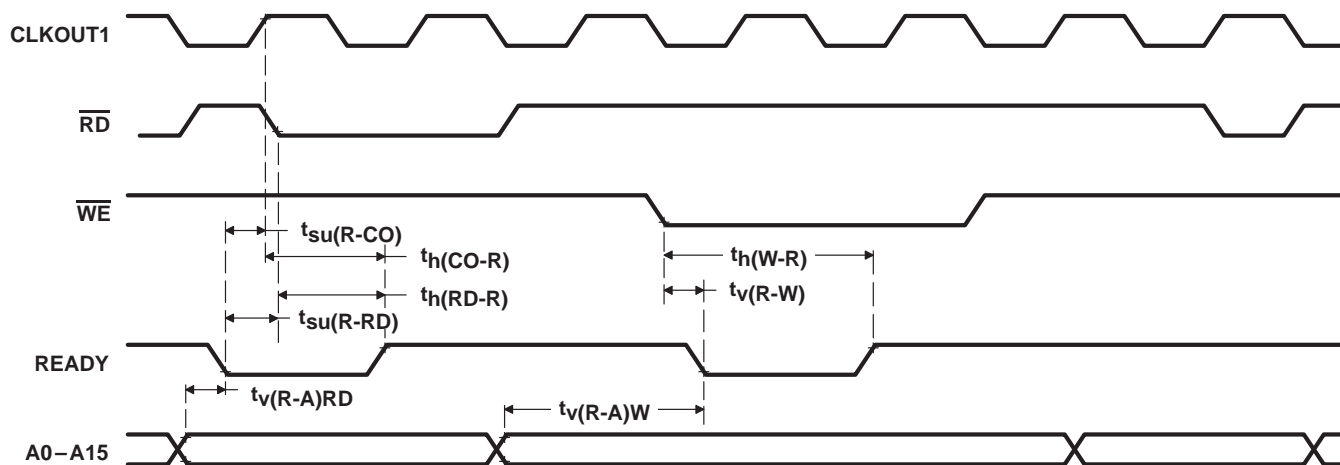 CLKOUT1
RD
WE
tsu(R-CO)
th(CO-R)
th(W-R)
th(RD-R)
tv(R-W)
tsu(R-RD)
READY
tv(R-A)RD
tv(R-A)W
A0–A15